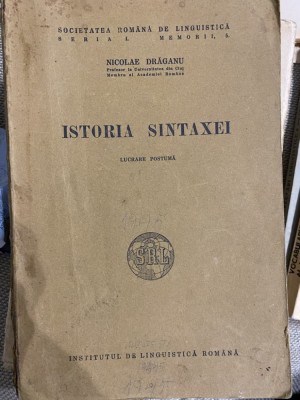 SOCIETATEA ROMÂNĂ DE LINGUISTICĂ
SERIA I. MEMORII, 6.
NICOLAE DRĂGANU
Profesor la Universitatea din Cluj
Membru al Academiei Române
ISTORIA SINTAXEI
LUCRARE POSTUMĂ
SRL
INSTITUTUL DE LINGUISTICĂ ROMÂNĂ